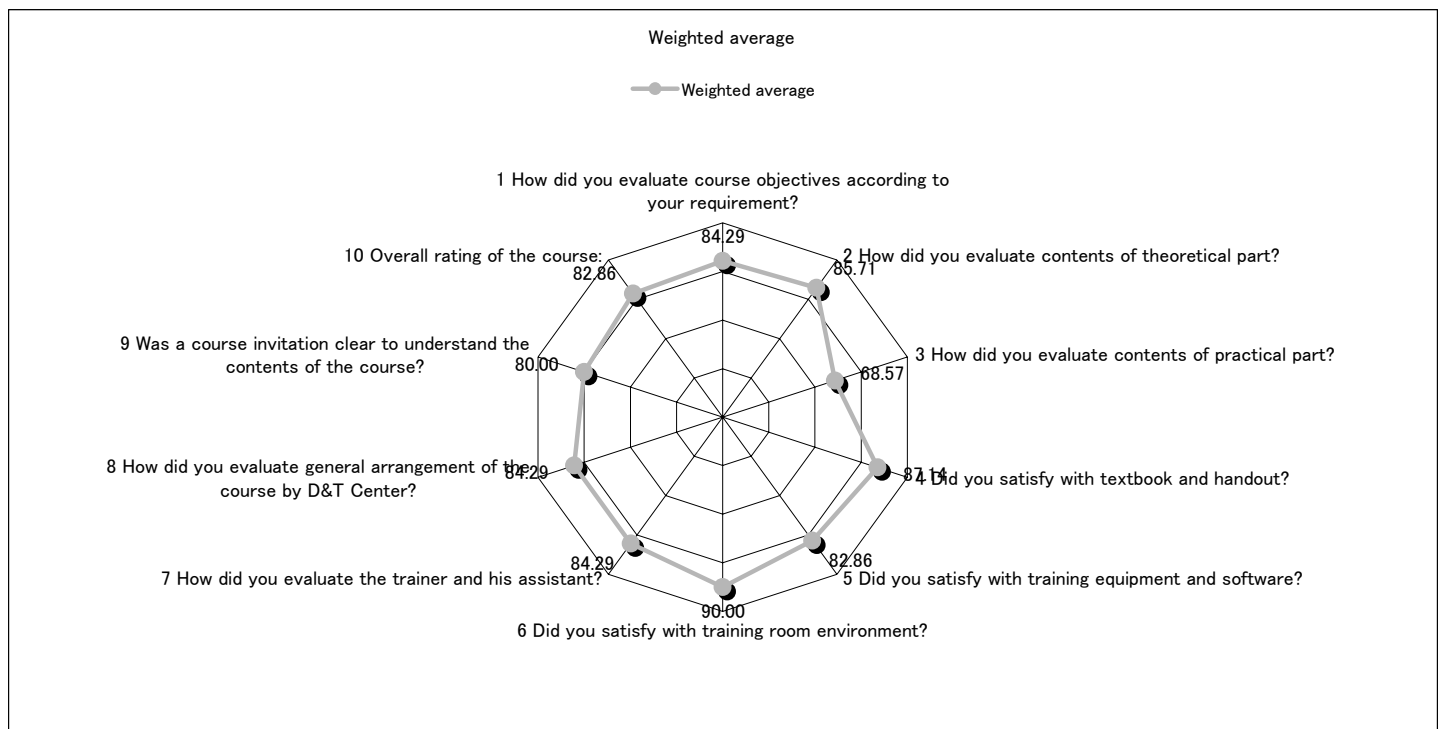 Weighted average
Weighted average
1 How did you evaluate course objectives according to
your requirement?
84.29
2 How did you evaluate contents of theoretical part?
85.71
3 How did you evaluate contents of practical part?
68.57
4 Did you satisfy with textbook and handout?
87.14
5 Did you satisfy with training equipment and software?
82.86
6 Did you satisfy with training room environment?
90.00
7 How did you evaluate the trainer and his assistant?
84.29
8 How did you evaluate general arrangement of the
course by D&T Center?
84.29
9 Was a course invitation clear to understand the
contents of the course?
80.00
10 Overall rating of the course:
82.86